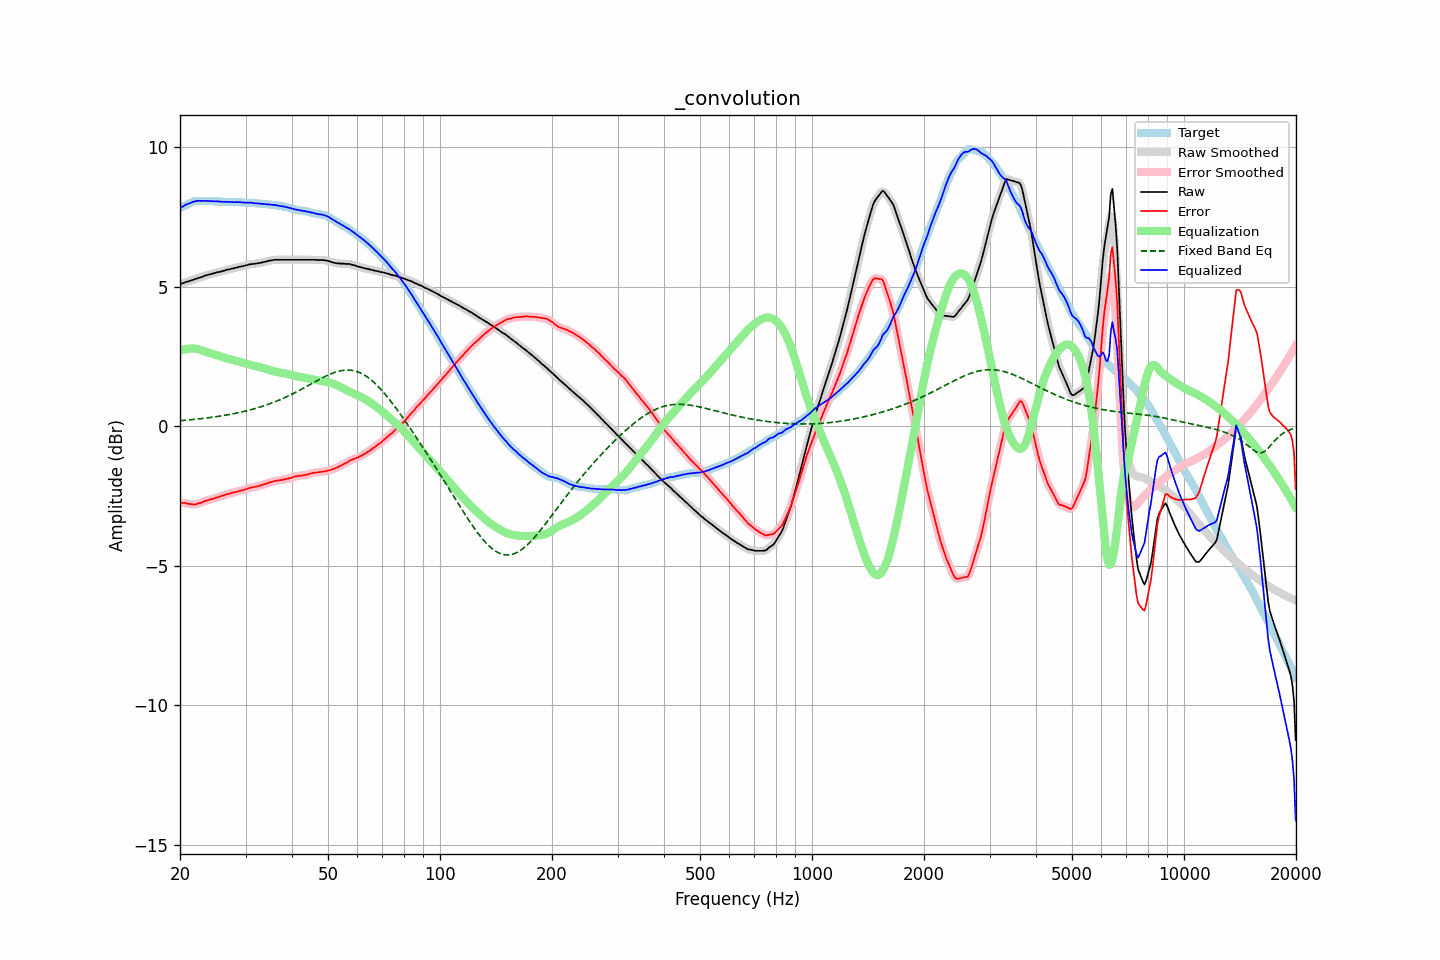 _convolution
Amplitude (dBr)
10
5
0
−5
−10
−15
Target
Raw Smoothed
Error Smoothed
Raw
Error
Equalization
Fixed Band Eq
Equalized
20
50
100
200
500
1000
2000
5000
10000
20000
Frequency (Hz)